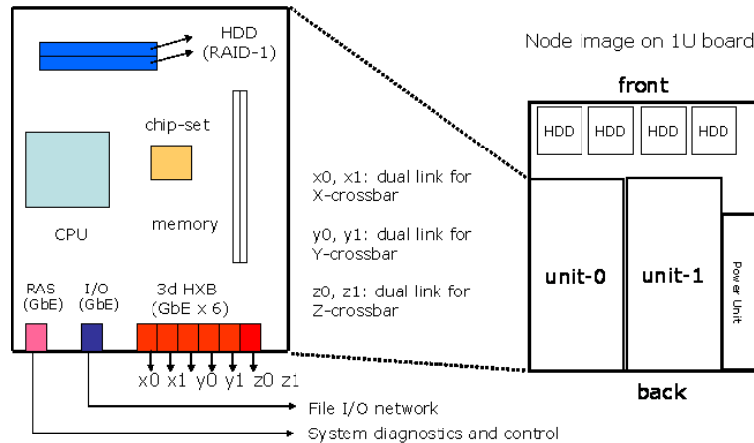 HDD
(RAID-1)
chip-set
CPU
memory
RAS
(GbE)
I/O
(GbE)
3d HXB
(GbE x 6)
x0 x1 y0 y1 z0 z1
File I/O network
System diagnostics and control
x0, x1: dual link for
X-crossbar
y0, y1: dual link for
Y-crossbar
z0, z1: dual link for
Z-crossbar
Node image on 1U board
front
HDD HDD HDD HDD
unit-0
unit-1
Power Unit
back